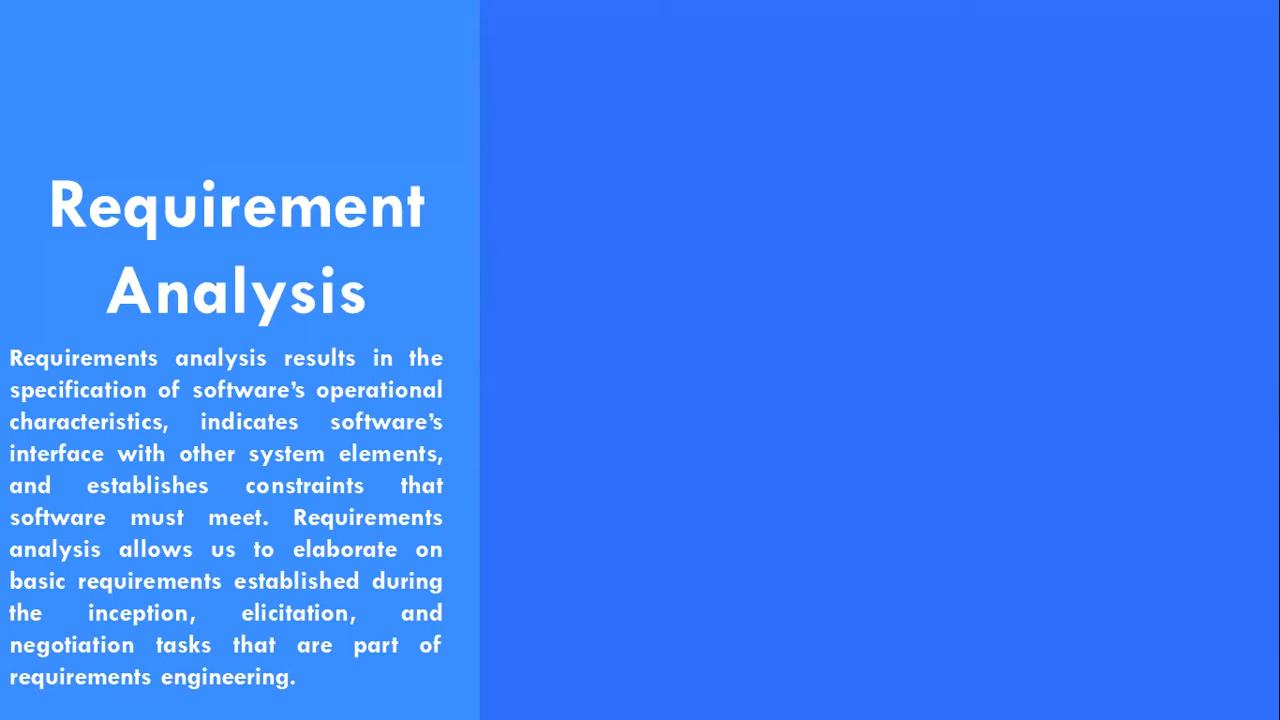 Requirement
Analysis
Requirements analysis results in the
specification of software’s operational
characteristics, indicates software’s
interface with other system elements,
and establishes constraints that
software must meet. Requirements
analysis allows us to elaborate on
basic requirements established during
the inception, elicitation, and
negotiation tasks that are part of
requirements engineering.